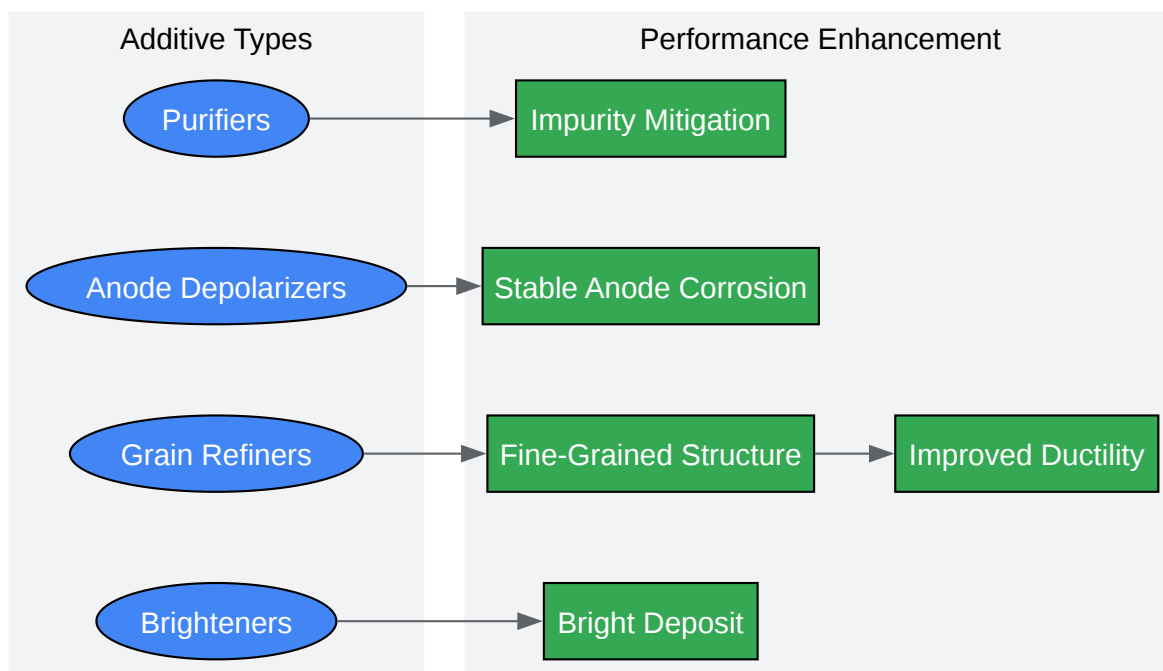 Additive Types
Performance Enhancement
Purifiers
Impurity Mitigation
Anode Depolarizers
Stable Anode Corrosion
Grain Refiners
Fine-Grained Structure
Improved Ductility
Brighteners
Bright Deposit